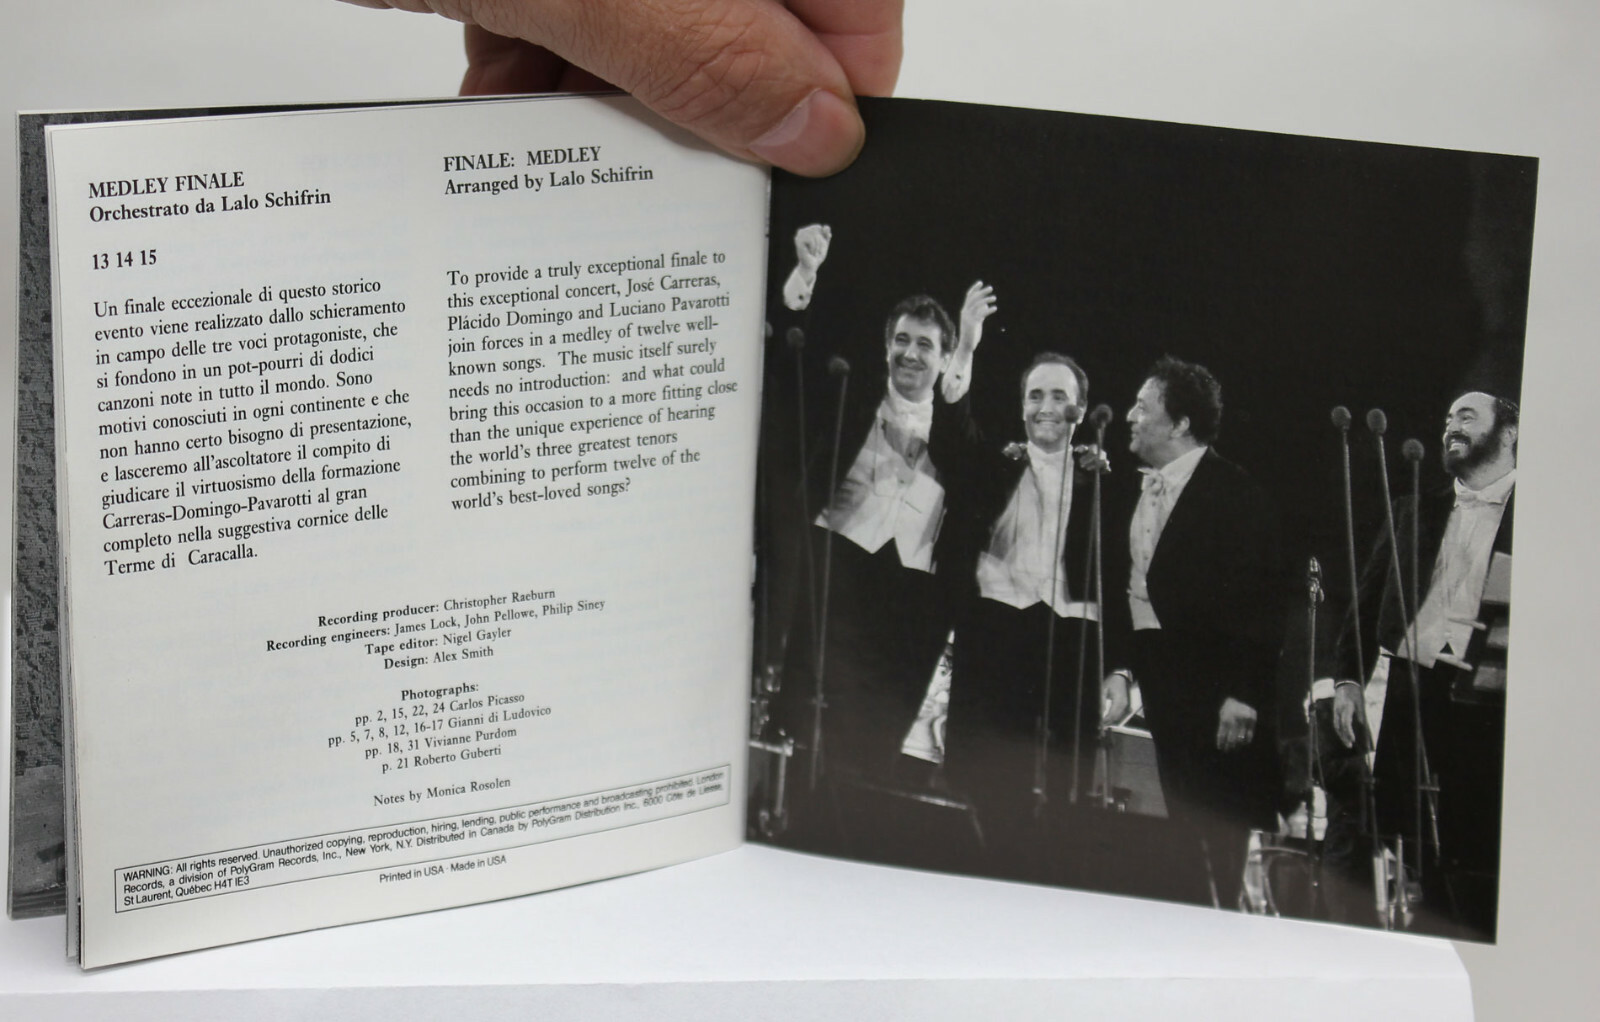 MEDLEY FINALE
Orchestrato da Lalo Schifrin
13 14 15
Un finale eccezionale di questo storico
evento viene realizzato dallo schieramento
in campo delle tre voci protagoniste, che
si fondono in un pot-pourri di dodici
canzoni note in tutto il mondo. Sono
motivi conosciuti in ogni continente e che
non hanno certo bisogno di presentazione,
e lasceremo all'ascoltatore il compito di
giudicare il virtuosismo della formazione
Carreras-Domingo-Pavarotti al gran
completo nella suggestiva cornice delle
Terme di Caracalla.
FINALE: MEDLEY
Arranged by Lalo Schifrin
To provide a truly exceptional finale to
this exceptional concert, José Carreras,
Plácido Domingo and Luciano Pavarotti
join forces in a medley of twelve well-
known songs. The music itself surely
needs no introduction: and what could
bring this occasion to a more fitting close
than the unique experience of hearing
the world's three greatest tenors
combining to perform twelve of the
world's best-loved songs?
Recording producer: Christopher Raeburn
Recording engineers: James Lock, John Pellowe, Philip Siney
Tape editor: Nigel Gayler
Design: Alex Smith
Photographs:
pp. 2, 15, 22, 24 Carlos Picasso
pp. 5, 7, 8, 12, 16-17 Gianni di Ludovico
pp. 18, 31 Vivianne Purdom
p. 21 Roberto Guberti
Notes by Monica Rosolen
WARNING: All rights reserved. Unauthorized copying, reproduction, hiring, lending, public performance and broadcasting prohibited. London
Records, a division of PolyGram Records, Inc., New York, N.Y. Distributed in Canada by PolyGram Distribution Inc., 6000 Côte de Liesse,
St Laurent, Québec H4T IE3
Printed in USA · Made in USA